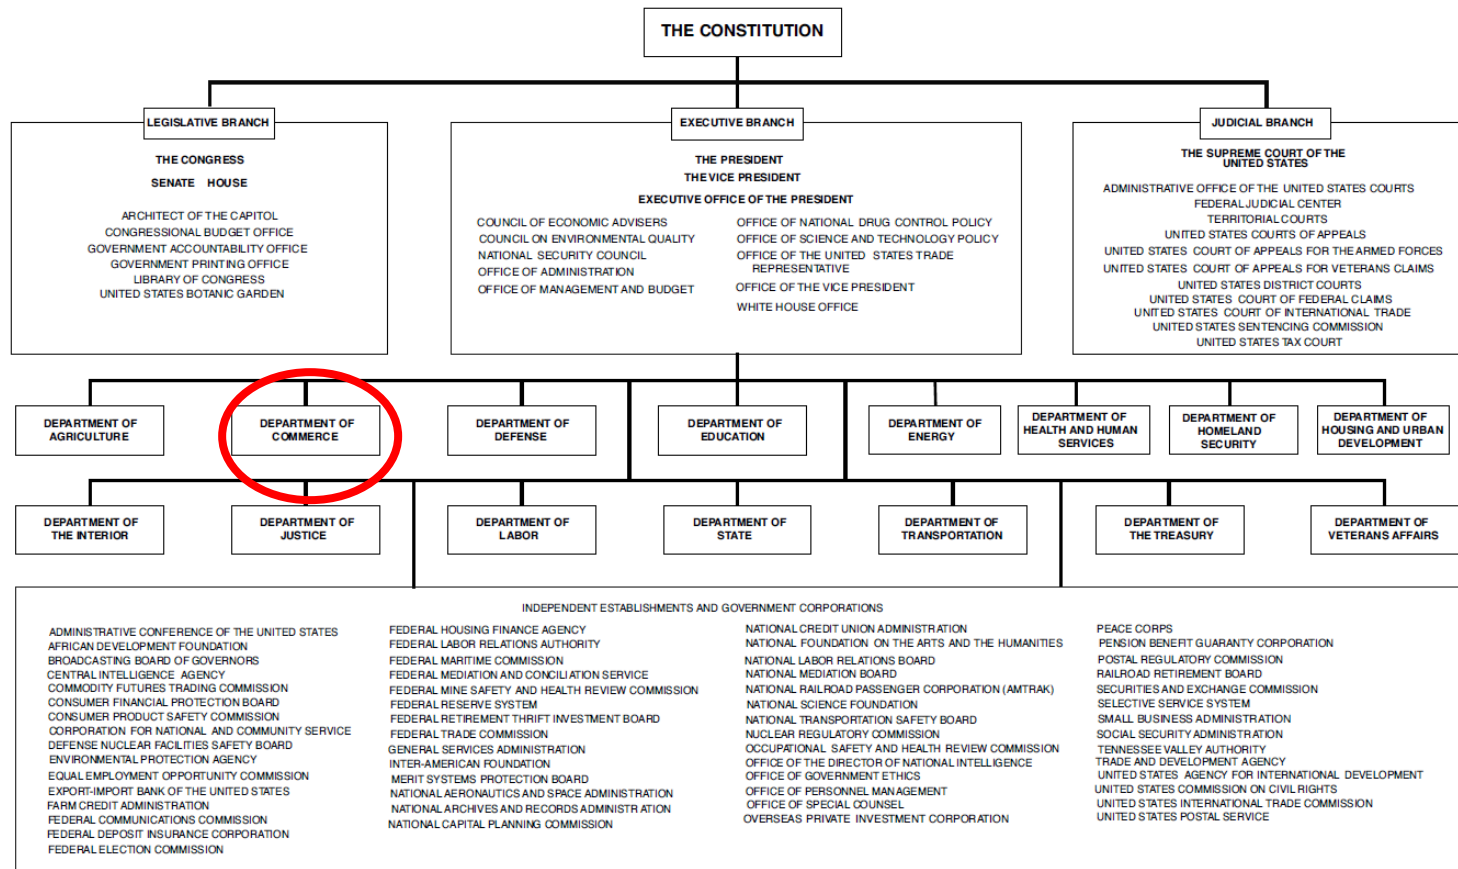 THE CONSTITUTION
LEGISLATIVE BRANCH
THE CONGRESS
SENATE HOUSE
ARCHITECT OF THE CAPITOL
CONGRESSIONAL BUDGET OFFICE
GOVERNMENT ACCOUNTABILITY OFFICE
GOVERNMENT PRINTING OFFICE
LIBRARY OF CONGRESS
UNITED STATES BOTANIC GARDEN
EXECUTIVE BRANCH
THE PRESIDENT
THE VICE PRESIDENT
EXECUTIVE OFFICE OF THE PRESIDENT
COUNCIL OF ECONOMIC ADVISERS
COUNCIL ON ENVIRONMENTAL QUALITY
NATIONAL SECURITY COUNCIL
OFFICE OF ADMINISTRATION
OFFICE OF MANAGEMENT AND BUDGET
OFFICE OF NATIONAL DRUG CONTROL POLICY
OFFICE OF SCIENCE AND TECHNOLOGY POLICY
OFFICE OF THE UNITED STATES TRADE
REPRESENTATIVE
OFFICE OF THE VICE PRESIDENT
WHITE HOUSE OFFICE
JUDICIAL BRANCH
THE SUPREME COURT OF THE
UNITED STATES
ADMINISTRATIVE OFFICE OF THE UNITED STATES COURTS
FEDERAL JUDICIAL CENTER
TERRITORIAL COURTS
UNITED STATES COURTS OF APPEALS
UNITED STATES COURT OF APPEALS FOR THE ARMED FORCES
UNITED STATES COURT OF APPEALS FOR VETERANS CLAIMS
UNITED STATES DISTRICT COURTS
UNITED STATES COURT OF FEDERAL CLAIMS
UNITED STATES COURT OF INTERNATIONAL TRADE
UNITED STATES SENTENCING COMMISSION
UNITED STATES TAX COURT
DEPARTMENT OF
AGRICULTURE
DEPARTMENT OF
COMMERCE
DEPARTMENT OF
DEFENSE
DEPARTMENT OF
EDUCATION
DEPARTMENT OF
ENERGY
DEPARTMENT OF
HEALTH AND HUMAN
SERVICES
DEPARTMENT OF
HOMELAND
SECURITY
DEPARTMENT OF
HOUSING AND URBAN
DEVELOPMENT
DEPARTMENT OF
THE INTERIOR
DEPARTMENT OF
JUSTICE
DEPARTMENT OF
LABOR
DEPARTMENT OF
STATE
DEPARTMENT OF
TRANSPORTATION
DEPARTMENT OF
THE TREASURY
DEPARTMENT OF
VETERANS AFFAIRS
INDEPENDENT ESTABLISHMENTS AND GOVERNMENT CORPORATIONS
ADMINISTRATIVE CONFERENCE OF THE UNITED STATES
AFRICAN DEVELOPMENT FOUNDATION
BROADCASTING BOARD OF GOVERNORS
CENTRAL INTELLIGENCE AGENCY
COMMODITY FUTURES TRADING COMMISSION
CONSUMER FINANCIAL PROTECTION BOARD
CONSUMER PRODUCT SAFETY COMMISSION
CORPORATION FOR NATIONAL AND COMMUNITY SERVICE
DEFENSE NUCLEAR FACILITIES SAFETY BOARD
ENVIRONMENTAL PROTECTION AGENCY
EQUAL EMPLOYMENT OPPORTUNITY COMMISSION
EXPORT-IMPORT BANK OF THE UNITED STATES
FARM CREDIT ADMINISTRATION
FEDERAL COMMUNICATIONS COMMISSION
FEDERAL DEPOSIT INSURANCE CORPORATION
FEDERAL ELECTION COMMISSION
FEDERAL HOUSING FINANCE AGENCY
FEDERAL LABOR RELATIONS AUTHORITY
FEDERAL MARITIME COMMISSION
FEDERAL MEDIATION AND CONCILIATION SERVICE
FEDERAL MINE SAFETY AND HEALTH REVIEW COMMISSION
FEDERAL RESERVE SYSTEM
FEDERAL RETIREMENT THRIFT INVESTMENT BOARD
FEDERAL TRADE COMMISSION
GENERAL SERVICES ADMINISTRATION
INTER-AMERICAN FOUNDATION
MERIT SYSTEMS PROTECTION BOARD
NATIONAL AERONAUTICS AND SPACE ADMINISTRATION
NATIONAL ARCHIVES AND RECORDS ADMINISTRATION
NATIONAL CAPITAL PLANNING COMMISSION
NATIONAL CREDIT UNION ADMINISTRATION
NATIONAL FOUNDATION ON THE ARTS AND THE HUMANITIES
NATIONAL LABOR RELATIONS BOARD
NATIONAL MEDIATION BOARD
NATIONAL RAILROAD PASSENGER CORPORATION (AMTRAK)
NATIONAL SCIENCE FOUNDATION
NATIONAL TRANSPORTATION SAFETY BOARD
NUCLEAR REGULATORY COMMISSION
OCCUPATIONAL SAFETY AND HEALTH REVIEW COMMISSION
OFFICE OF THE DIRECTOR OF NATIONAL INTELLIGENCE
OFFICE OF GOVERNMENT ETHICS
OFFICE OF PERSONNEL MANAGEMENT
OFFICE OF SPECIAL COUNSEL
OVERSEAS PRIVATE INVESTMENT CORPORATION
PEACE CORPS
PENSION BENEFIT GUARANTY CORPORATION
POSTAL REGULATORY COMMISSION
RAILROAD RETIREMENT BOARD
SECURITIES AND EXCHANGE COMMISSION
SELECTIVE SERVICE SYSTEM
SMALL BUSINESS ADMINISTRATION
SOCIAL SECURITY ADMINISTRATION
TENNESSEE VALLEY AUTHORITY
TRADE AND DEVELOPMENT AGENCY
UNITED STATES AGENCY FOR INTERNATIONAL DEVELOPMENT
UNITED STATES COMMISSION ON CIVIL RIGHTS
UNITED STATES INTERNATIONAL TRADE COMMISSION
UNITED STATES POSTAL SERVICE